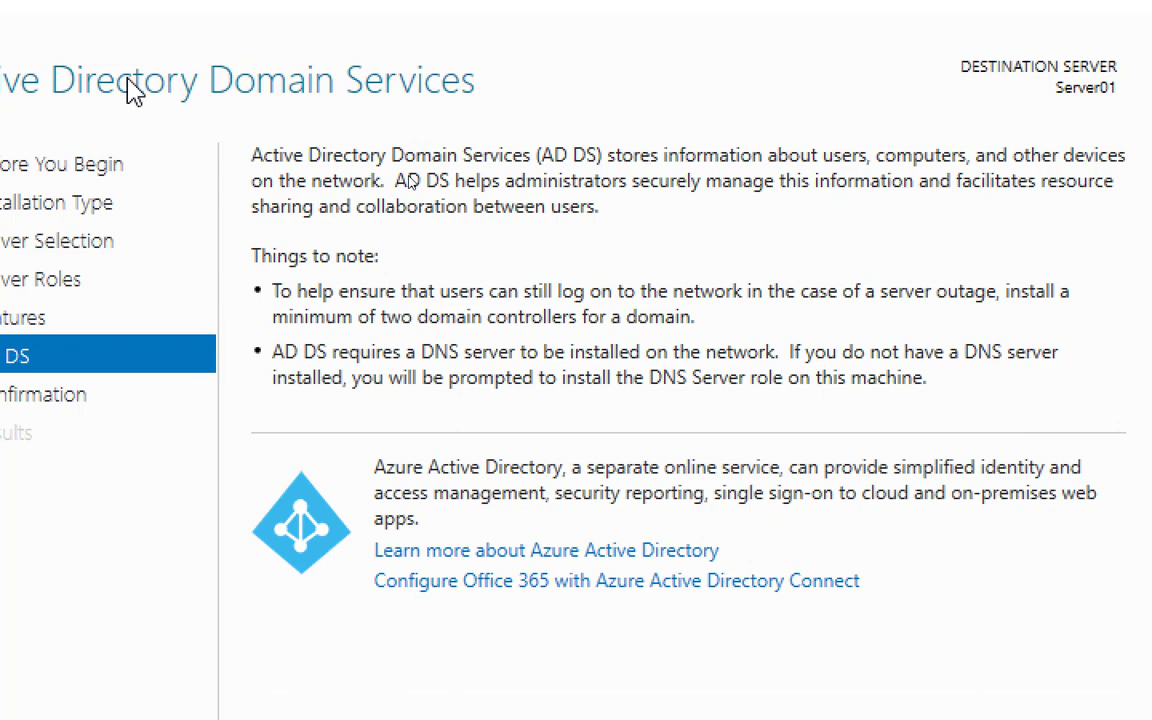 ive Directory Domain Services
DESTINATION SERVER
Server01
ore You Begin
tallation Type
ver Selection
ver Roles
atures
DS
nfirmation
sults
Active Directory Domain Services (AD DS) stores information about users, computers, and other devices
on the network. AD DS helps administrators securely manage this information and facilitates resource
sharing and collaboration between users.
Things to note:
• To help ensure that users can still log on to the network in the case of a server outage, install a
minimum of two domain controllers for a domain.
• AD DS requires a DNS server to be installed on the network. If you do not have a DNS server
installed, you will be prompted to install the DNS Server role on this machine.
Azure Active Directory, a separate online service, can provide simplified identity and
access management, security reporting, single sign-on to cloud and on-premises web
apps.
Learn more about Azure Active Directory
Configure Office 365 with Azure Active Directory Connect